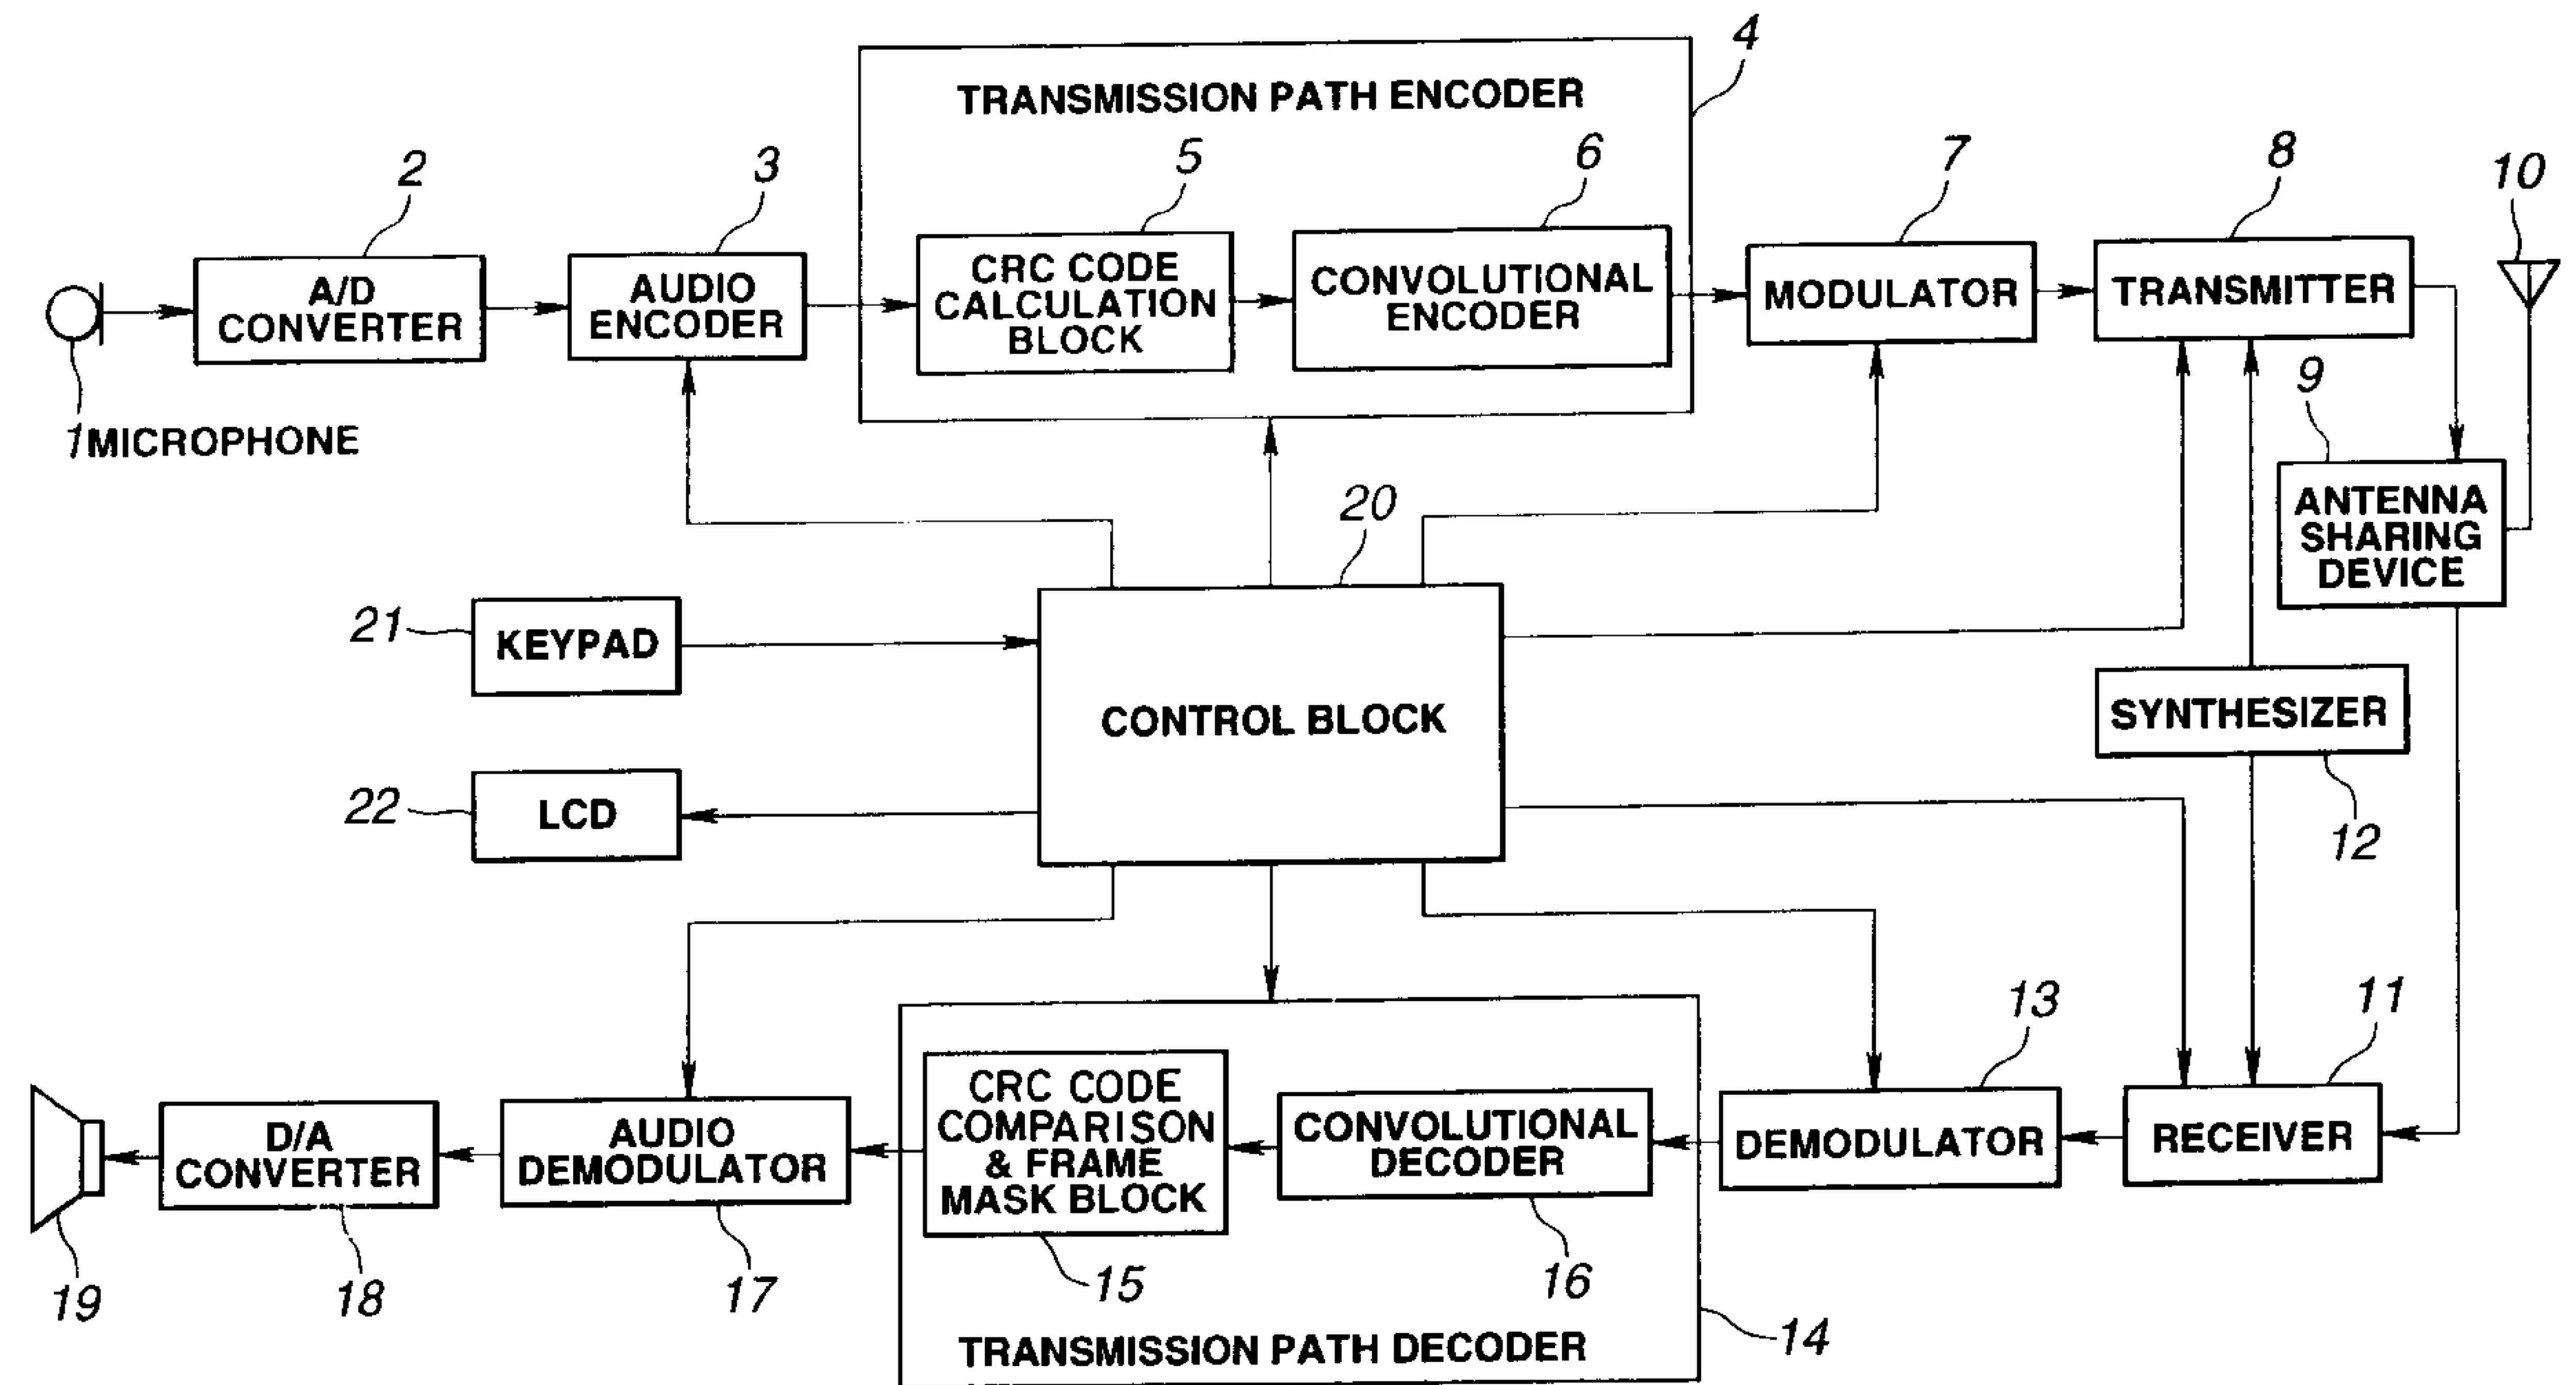 4
TRANSMISSION PATH ENCODER
2
3
5
6
7
8
10
A/D
CONVERTER
AUDIO
ENCODER
CRC CODE
CALCULATION
BLOCK
CONVOLUTIONAL
ENCODER
MODULATOR
TRANSMITTER
1 MICROPHONE
9
ANTENNA
SHARING
DEVICE
20
21
KEYPAD
CONTROL BLOCK
SYNTHESIZER
22
LCD
12
13
11
D/A
CONVERTER
AUDIO
DEMODULATOR
CRC CODE
COMPARISON
& FRAME
MASK BLOCK
CONVOLUTIONAL
DECODER
DEMODULATOR
RECEIVER
19
18
17
15
16
14
TRANSMISSION PATH DECODER